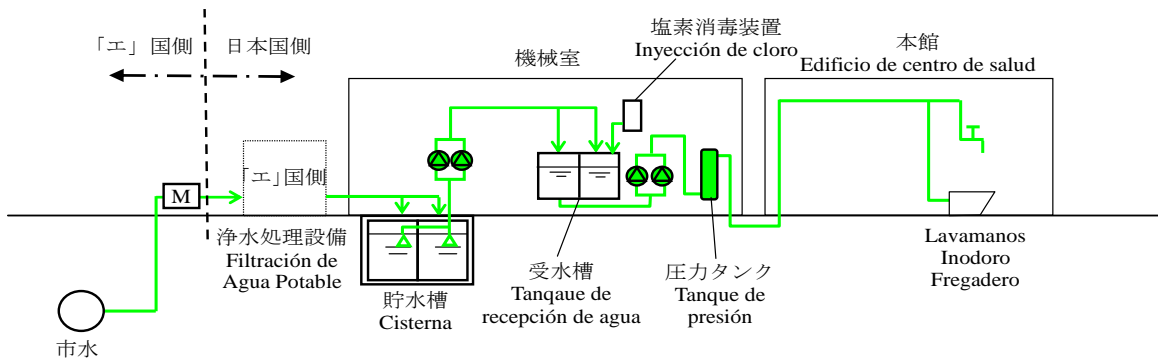 「エ」国側
日本国側
機械室
塩素消毒装置
Inyección de cloro
本館
Edificio de centro de salud
「エ」国側
M
浄水処理設備
Filtración de
Agua Potable
貯水槽
Cisterna
受水槽
Tanqaue de
recepción de agua
圧力タンク
Tanque de
presión
Lavamanos
Inodoro
Fregadero
市水